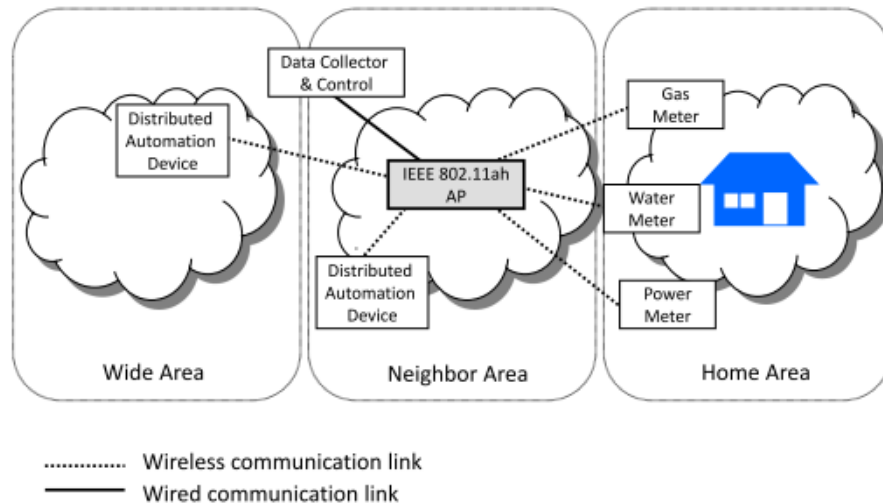 Data Collector
& Control
Distributed
Automation
Device
IEEE 802.11ah
AP
Gas
Meter
Water
Meter
Distributed
Automation
Device
Power
Meter
Wide Area
Neighbor Area
Home Area
Wireless communication link
Wired communication link